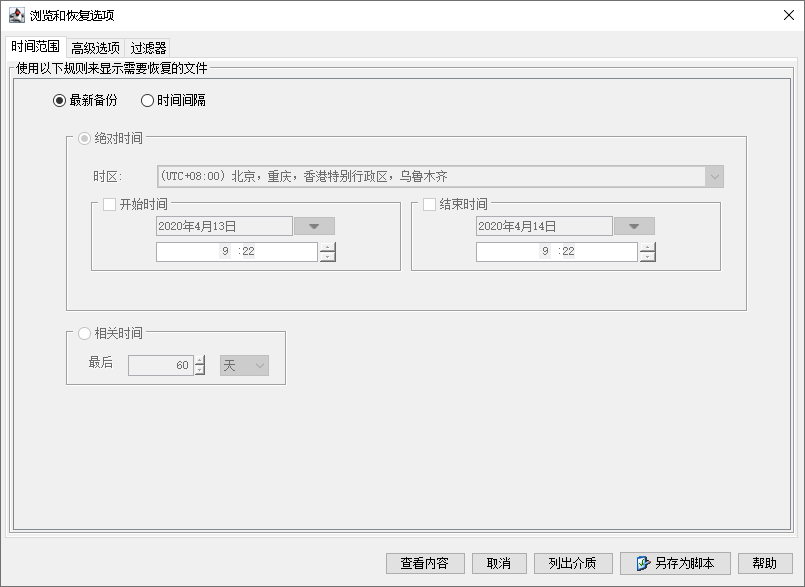 浏览和恢复选项
时间范围 高级选项 过滤器
使用以下规则来显示需要恢复的文件
最新备份 时间间隔
绝对时间
时区: (UTC+08:00) 北京，重庆，香港特别行政区，乌鲁木齐
开始时间 结束时间
2020年4月13日 2020年4月14日
9 :22 9 :22
相关时间
最后 60 天
查看内容 取消 列出介质 另存为脚本 帮助